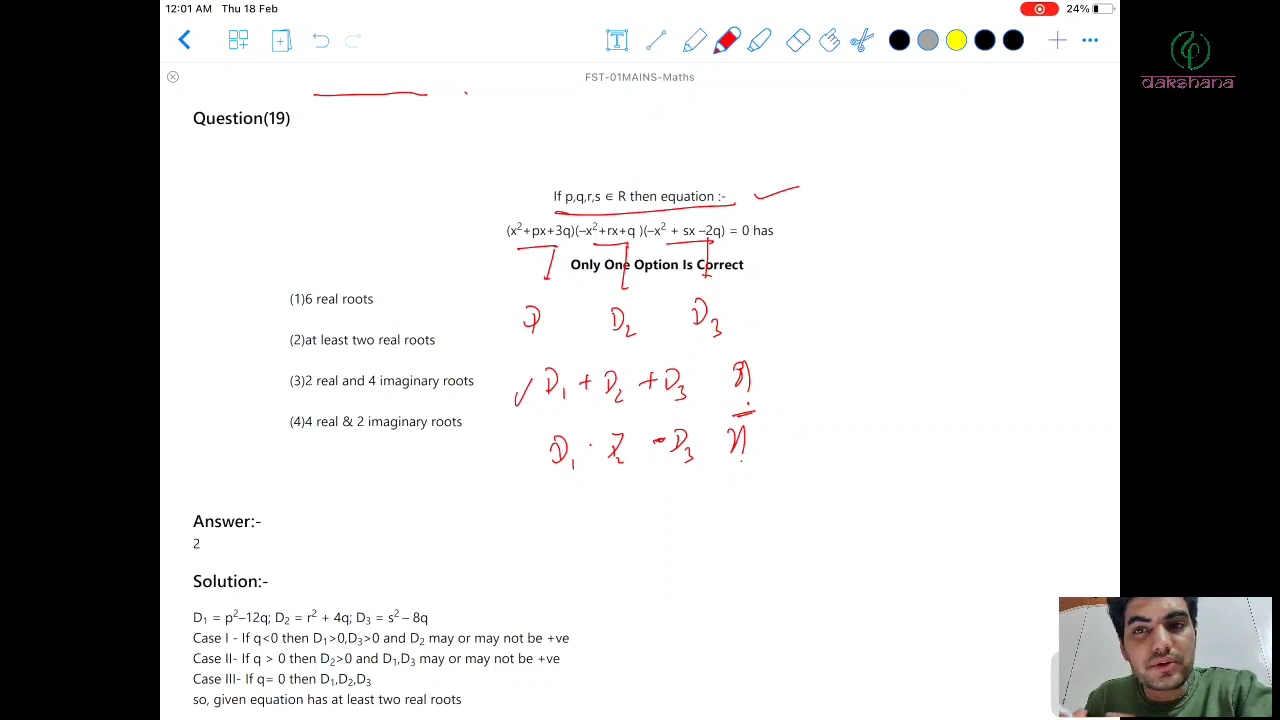 12:01 AM Thu 18 Feb
24%
dakshana
FST-01MAINS-Maths
Question(19)
If p,q,r,s ∈ R then equation :-
(x²+px+3q)(–x²+rx+q )(–x² + sx –2q) = 0 has
Only One Option Is Correct
(1)6 real roots
(2)at least two real roots
(3)2 real and 4 imaginary roots
(4)4 real & 2 imaginary roots
D₂ D₃
D₁ + D₂ + D₃
D₁ · D₃
Answer:-
2
Solution:-
D₁ = p²–12q; D₂ = r² + 4q; D₃ = s² – 8q
Case I - If q<0 then D₁>0,D₃>0 and D₂ may or may not be +ve
Case II- If q > 0 then D₂>0 and D₁,D₃ may or may not be +ve
Case III- If q= 0 then D₁,D₂,D₃
so, given equation has at least two real roots